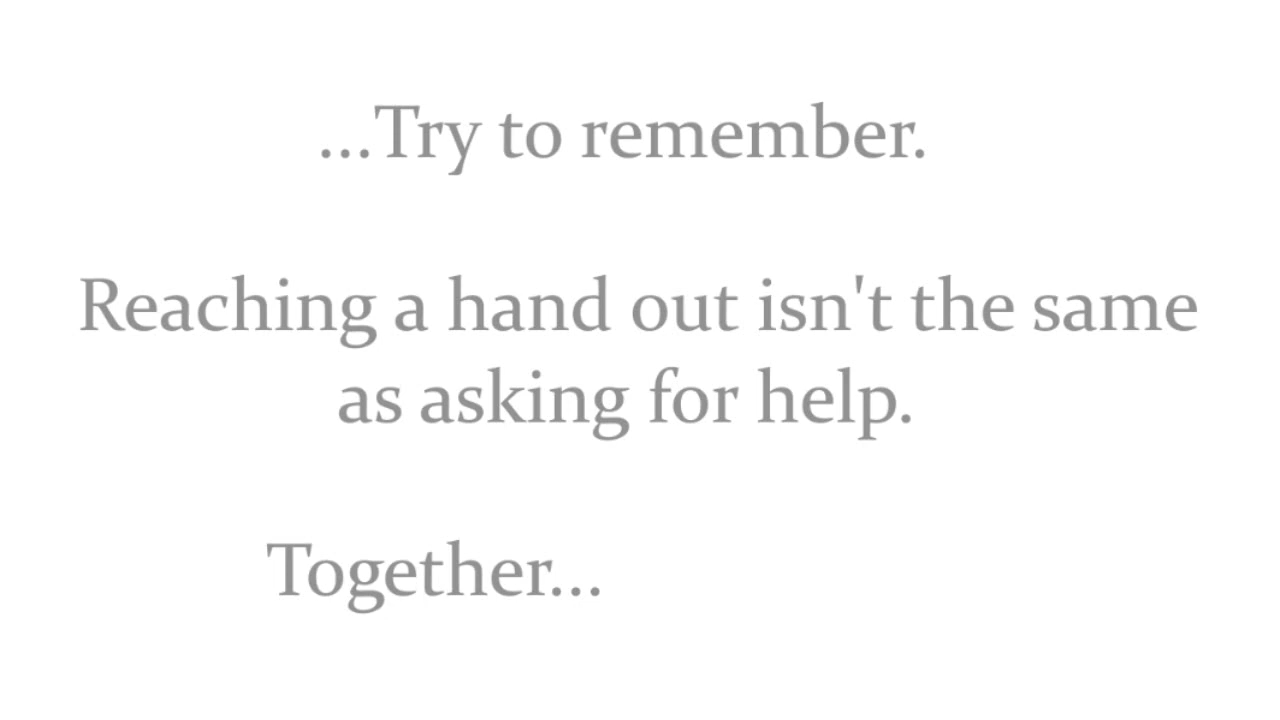 ...Try to remember.
Reaching a hand out isn't the same
as asking for help.
Together...